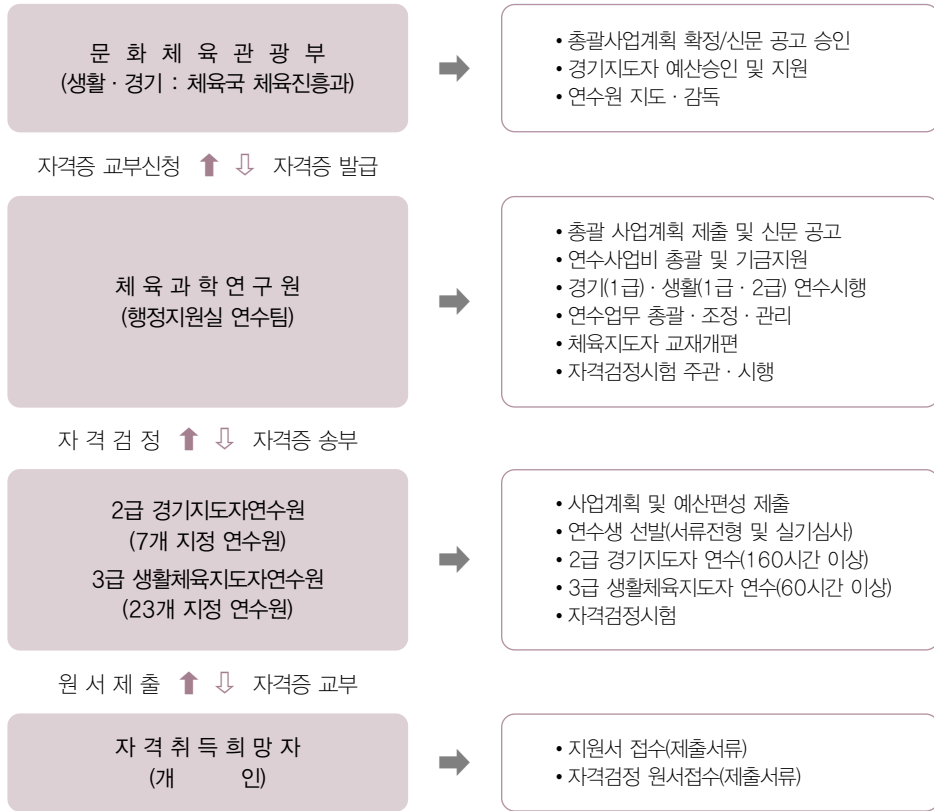 문 화 체 육 관 광 부
(생활 · 경기 : 체육국 체육진흥과)
• 총괄사업계획 확정/신문 공고 승인
• 경기지도자 예산승인 및 지원
• 연수원 지도 · 감독
자격증 교부신청 ⬆ ⇩ 자격증 발급
체 육 과 학 연 구 원
(행정지원실 연수팀)
• 총괄 사업계획 제출 및 신문 공고
• 연수사업비 총괄 및 기금지원
• 경기(1급) · 생활(1급 · 2급) 연수시행
• 연수업무 총괄 · 조정 · 관리
• 체육지도자 교재개편
• 자격검정시험 주관 · 시행
자 격 검 정 ⬆ ⇩ 자격증 송부
2급 경기지도자연수원
(7개 지정 연수원)
3급 생활체육지도자연수원
(23개 지정 연수원)
• 사업계획 및 예산편성 제출
• 연수생 선발(서류전형 및 실기심사)
• 2급 경기지도자 연수(160시간 이상)
• 3급 생활체육지도자 연수(60시간 이상)
• 자격검정시험
원 서 제 출 ⬆ ⇩ 자격증 교부
자 격 취 득 희 망 자
(개 인)
• 지원서 접수(제출서류)
• 자격검정 원서접수(제출서류)